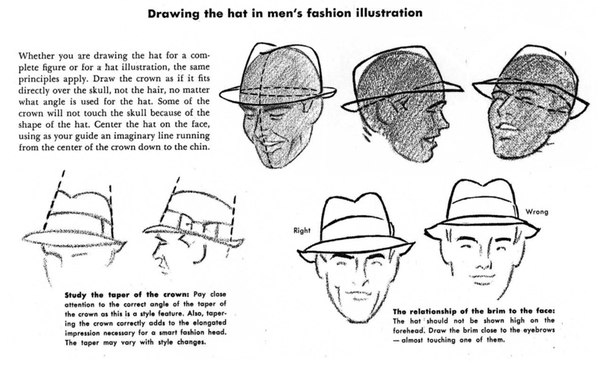 Drawing the hat in men's fashion illustration
Whether you are drawing the hat for a com-
plete figure or for a hat illustration, the same
principles apply. Draw the crown as if it fits
directly over the skull, not the hair, no matter
what angle is used for the hat. Some of the
crown will not touch the skull because of the
shape of the hat. Center the hat on the face,
using as your guide an imaginary line running
from the center of the crown down to the chin.
Right
Wrong
Study the taper of the crown: Pay close
attention to the correct angle of the taper of
the crown as this is a style feature. Also, taper-
ing the crown correctly adds to the elongated
impression necessary for a smart fashion head.
The taper may vary with style changes.
The relationship of the brim to the face:
The hat should not be shown high on the
forehead. Draw the brim close to the eyebrows
—almost touching one of them.